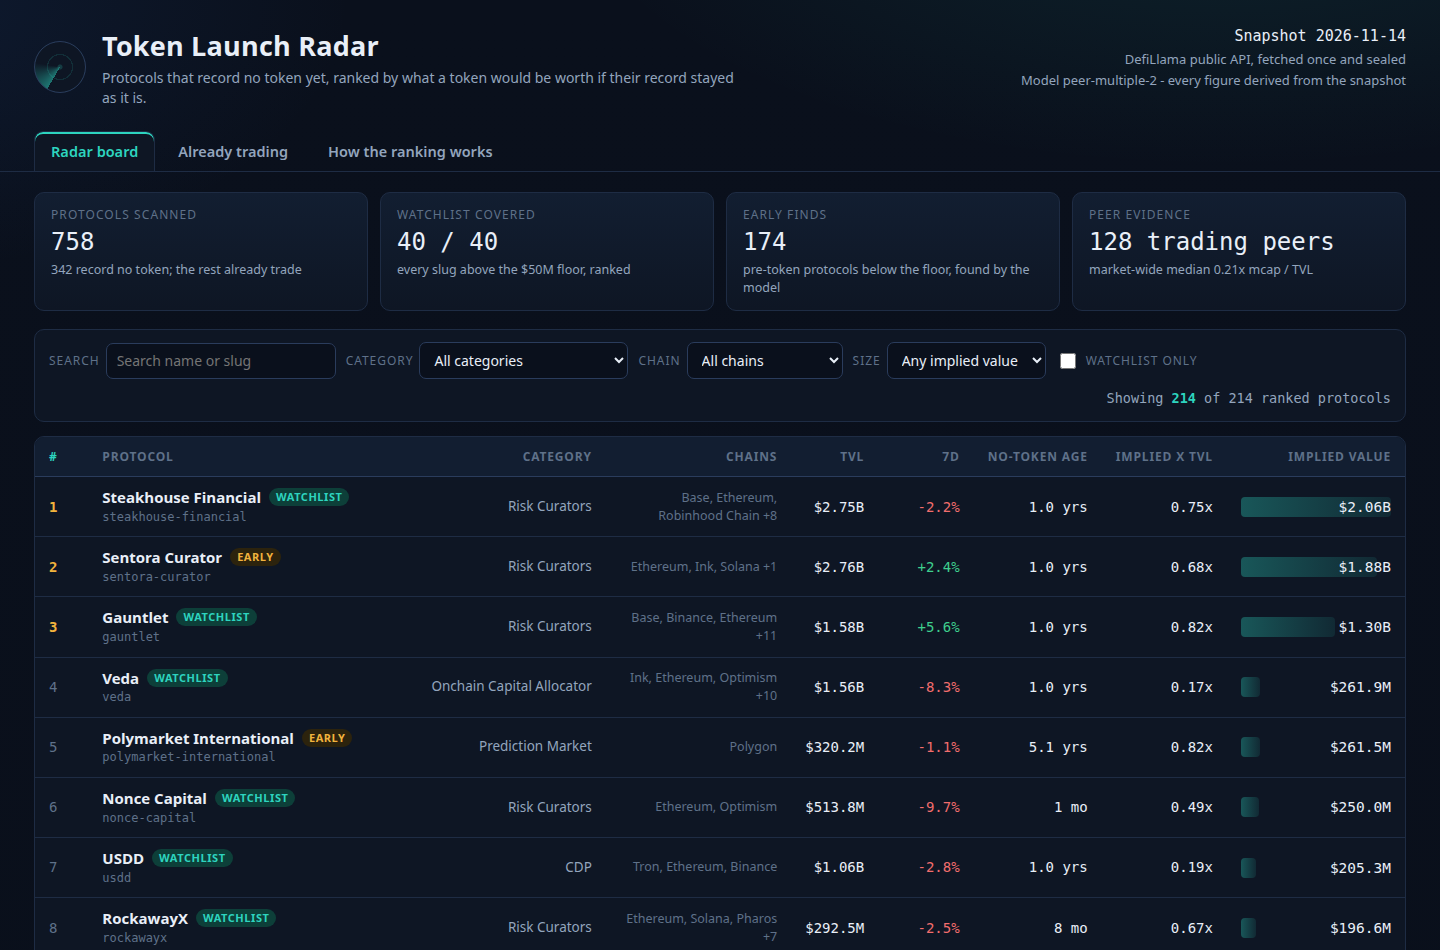 Token Launch Radar
Protocols that record no token yet, ranked by what a token would be worth if their record stayed
as it is.
Snapshot 2026-11-14
DefiLlama public API, fetched once and sealed
Model peer-multiple-2 - every figure derived from the snapshot
Radar board Already trading How the ranking works
PROTOCOLS SCANNED
758
342 record no token; the rest already trade
WATCHLIST COVERED
40 / 40
every slug above the $50M floor, ranked
EARLY FINDS
174
pre-token protocols below the floor, found by the
model
PEER EVIDENCE
128 trading peers
market-wide median 0.21x mcap / TVL
SEARCH Search name or slug CATEGORY All categories CHAIN All chains SIZE Any implied value WATCHLIST ONLY
Showing 214 of 214 ranked protocols
# PROTOCOL CATEGORY CHAINS TVL 7D NO-TOKEN AGE IMPLIED X TVL IMPLIED VALUE
1 Steakhouse Financial WATCHLIST Risk Curators Base, Ethereum, $2.75B -2.2% 1.0 yrs 0.75x $2.06B
steakhouse-financial Robinhood Chain +8
2 Sentora Curator EARLY Risk Curators Ethereum, Ink, Solana +1 $2.76B +2.4% 1.0 yrs 0.68x $1.88B
sentora-curator
3 Gauntlet WATCHLIST Risk Curators Base, Binance, Ethereum $1.58B +5.6% 1.0 yrs 0.82x $1.30B
gauntlet +11
4 Veda WATCHLIST Onchain Capital Allocator Ink, Ethereum, Optimism $1.56B -8.3% 1.0 yrs 0.17x $261.9M
veda +10
5 Polymarket International EARLY Prediction Market Polygon $320.2M -1.1% 5.1 yrs 0.82x $261.5M
polymarket-international
6 Nonce Capital WATCHLIST Risk Curators Ethereum, Optimism $513.8M -9.7% 1 mo 0.49x $250.0M
nonce-capital
7 USDD WATCHLIST CDP Tron, Ethereum, Binance $1.06B -2.8% 1.0 yrs 0.19x $205.3M
usdd
8 RockawayX WATCHLIST Risk Curators Ethereum, Solana, Pharos $292.5M -2.5% 8 mo 0.67x $196.6M
rockawayx +7